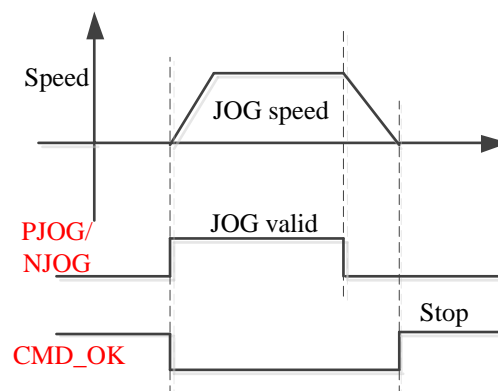 Speed
JOG speed
JOG valid
PJOG/
NJOG
Stop
CMD_OK